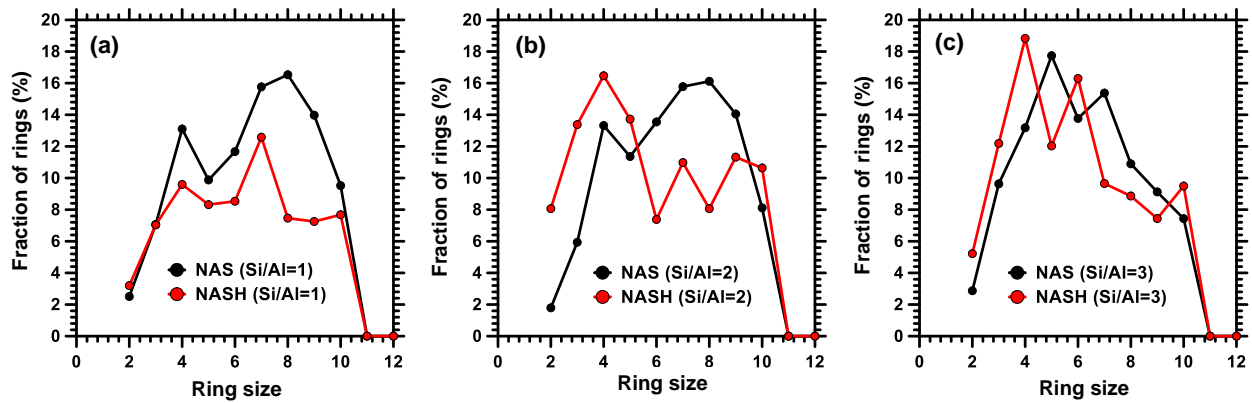 (a)
Fraction of rings (%)
20
18
16
14
12
10
8
6
4
2
0
NAS (Si/Al=1)
NASH (Si/Al=1)
0 2 4 6 8 10 12
Ring size
(b)
Fraction of rings (%)
20
18
16
14
12
10
8
6
4
2
0
NAS (Si/Al=2)
NASH (Si/Al=2)
0 2 4 6 8 10 12
Ring size
(c)
Fraction of rings (%)
20
18
16
14
12
10
8
6
4
2
0
NAS (Si/Al=3)
NASH (Si/Al=3)
0 2 4 6 8 10 12
Ring size